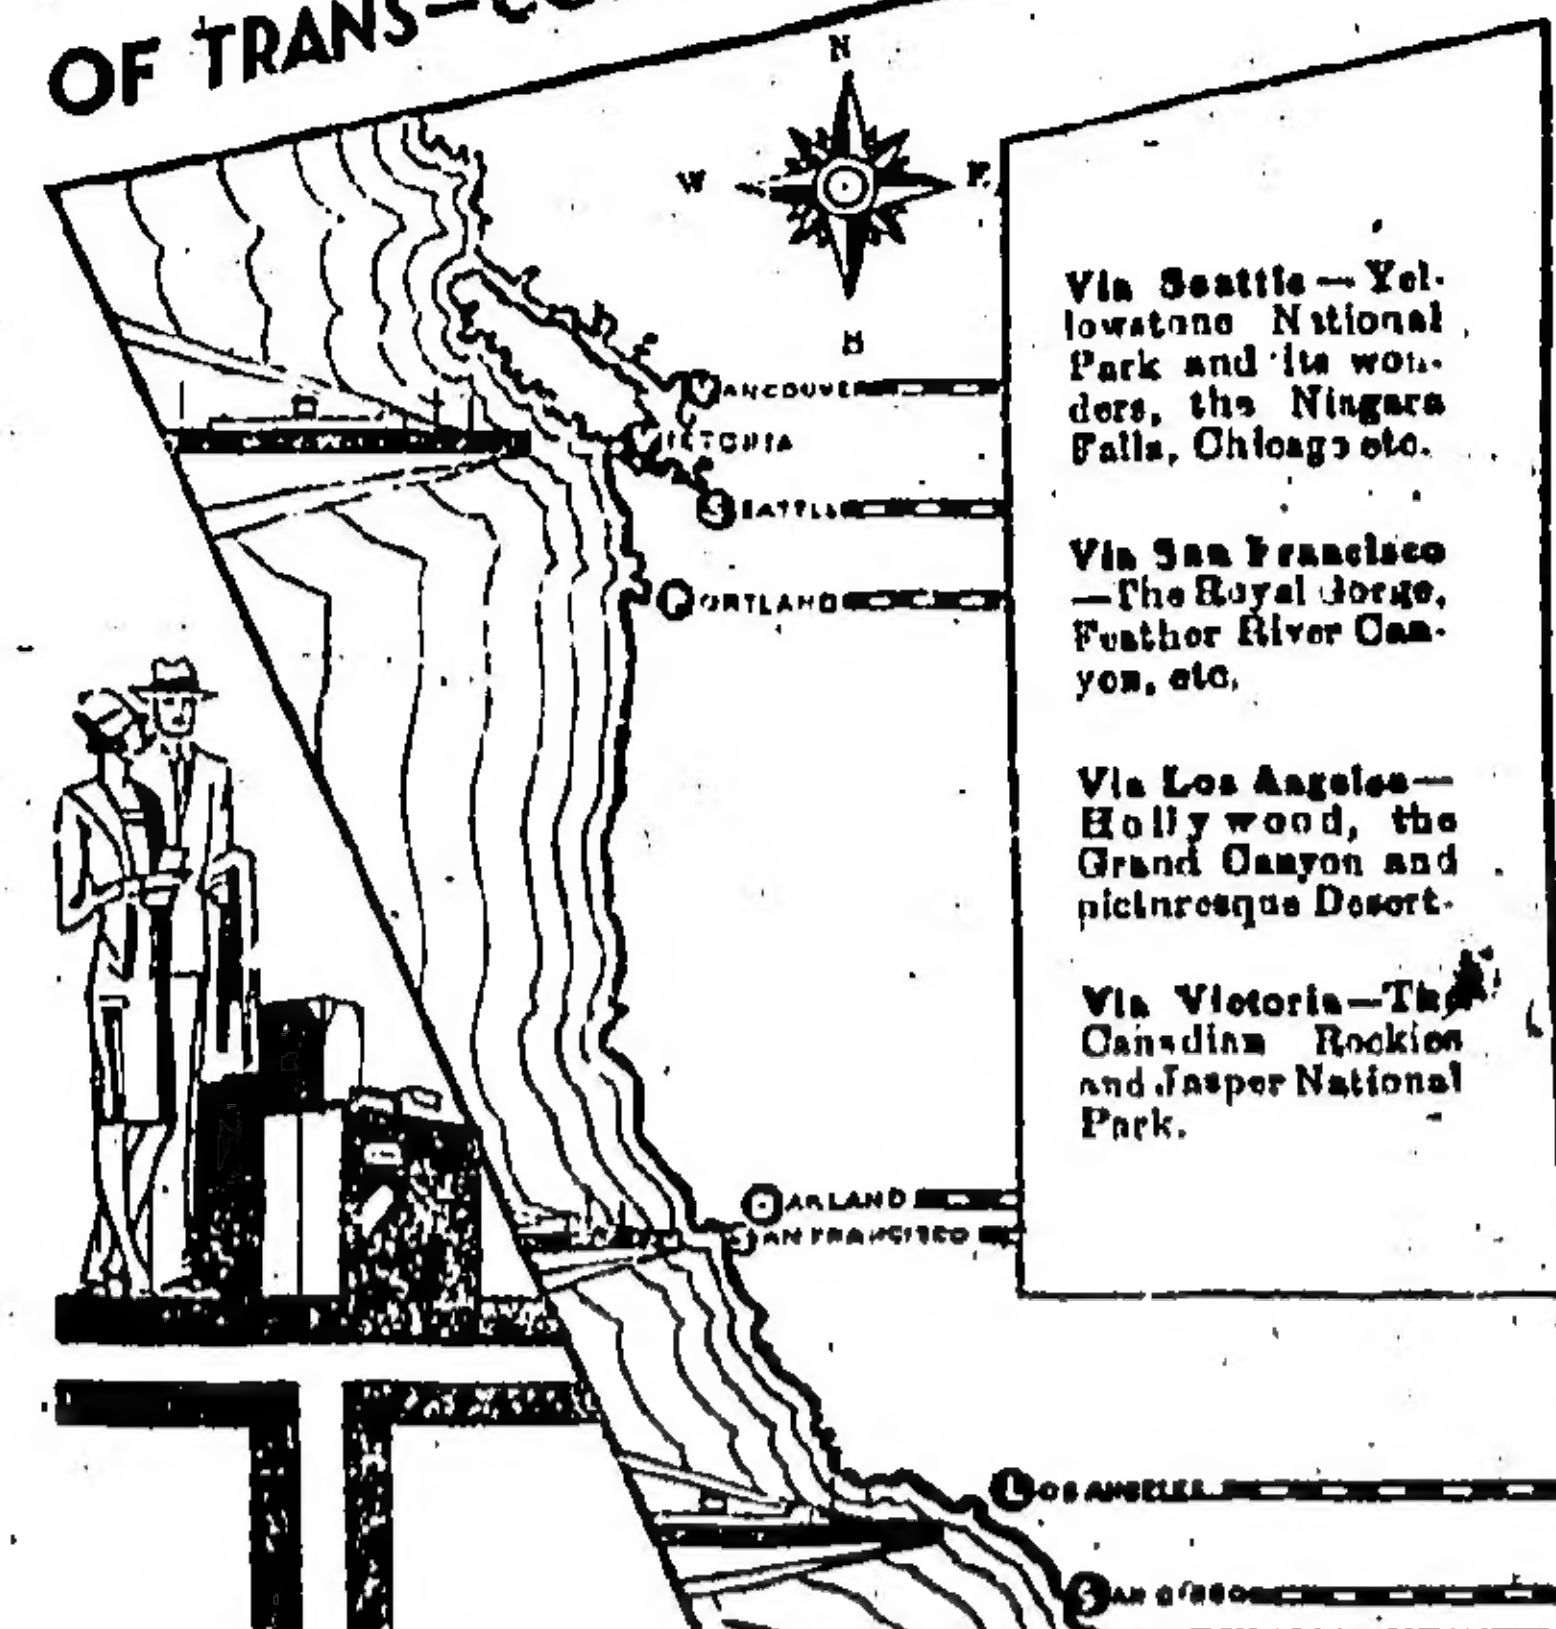 OF TRANS-CO
N
W
E
S
Via Seattle — Yel-
lowstone National
Park and its won-
ders, the Niagara
Falls, Chicago etc.
VANCOUVER
VICTORIA
SEATTLE
PORTLAND
Via San Francisco
—The Royal Gorge,
Feather River Can-
yon, etc.
Via Los Angeles—
Hollywood, the
Grand Canyon and
picturesque Desert.
Via Victoria—The
Canadian Rockies
and Jasper National
Park.
OAKLAND
SAN FRANCISCO
LOS ANGELES
SAN DIEGO